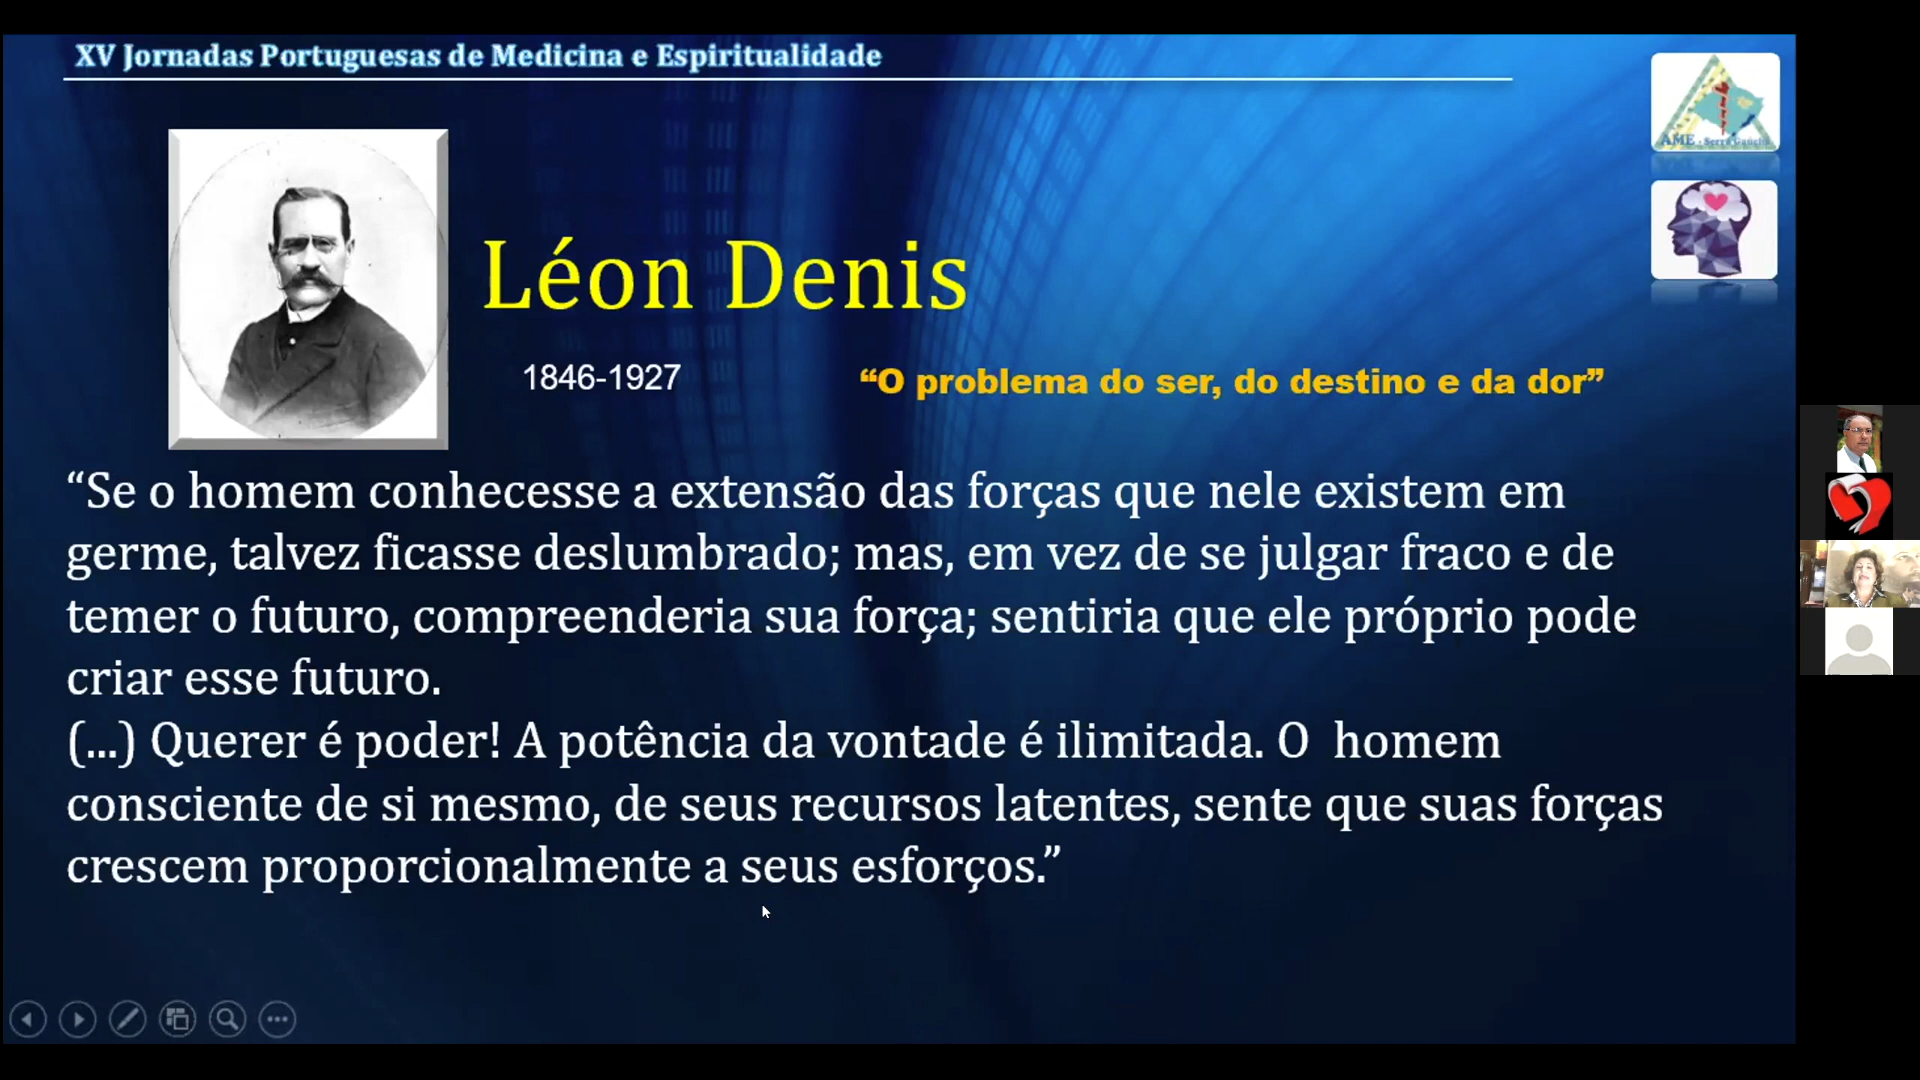 XV Jornadas Portuguesas de Medicina e Espiritualidade
AME - Serra Gaúcha
Léon Denis
1846-1927
“O problema do ser, do destino e da dor”
“Se o homem conhecesse a extensão das forças que nele existem em
germe, talvez ficasse deslumbrado; mas, em vez de se julgar fraco e de
temer o futuro, compreenderia sua força; sentiria que ele próprio pode
criar esse futuro.
(...) Querer é poder! A potência da vontade é ilimitada. O  homem
consciente de si mesmo, de seus recursos latentes, sente que suas forças
crescem proporcionalmente a seus esforços.”